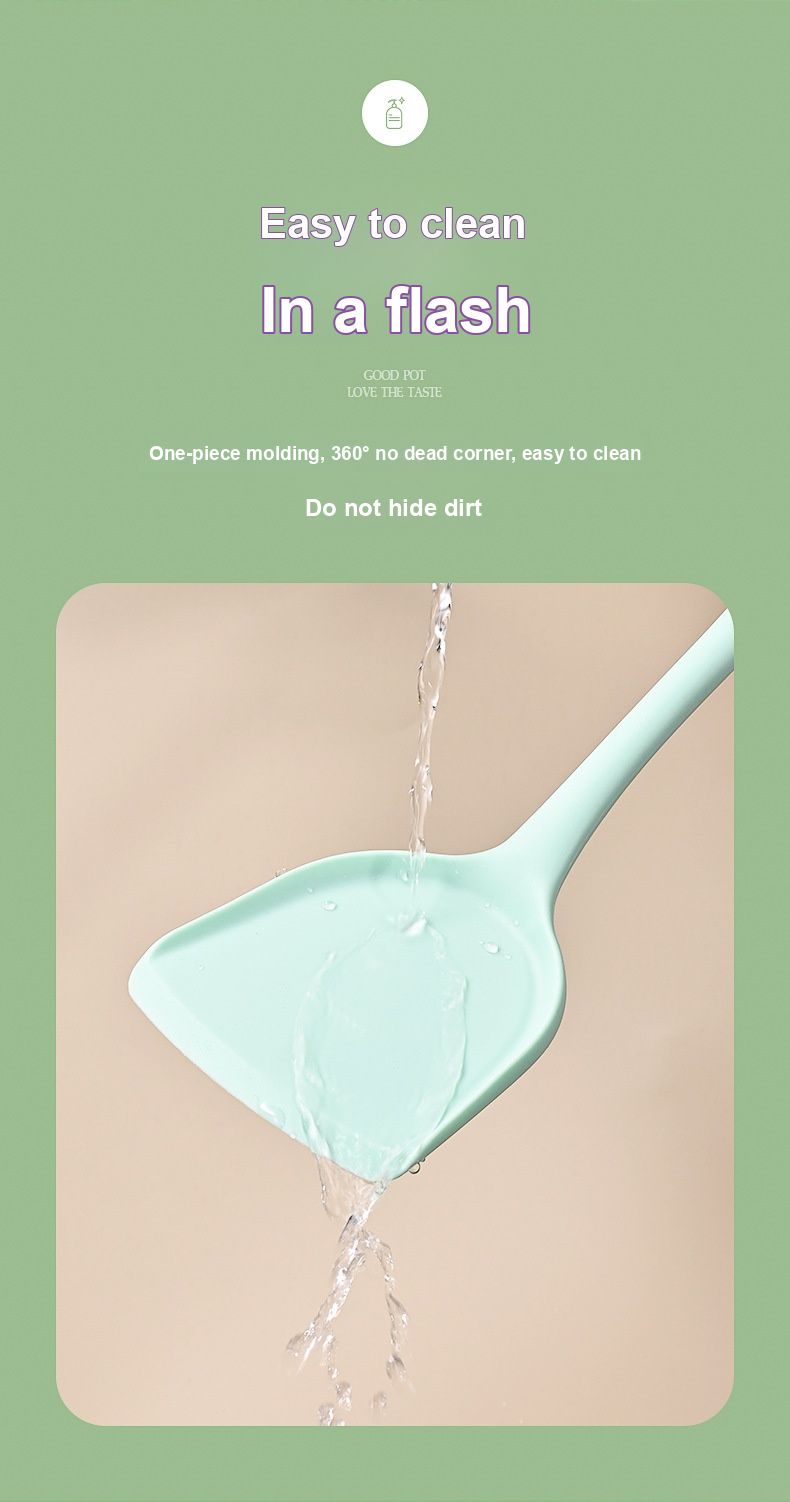 Easy to clean
In a flash
GOOD POT
LOVE THE TASTE
One-piece molding, 360° no dead corner, easy to clean
Do not hide dirt